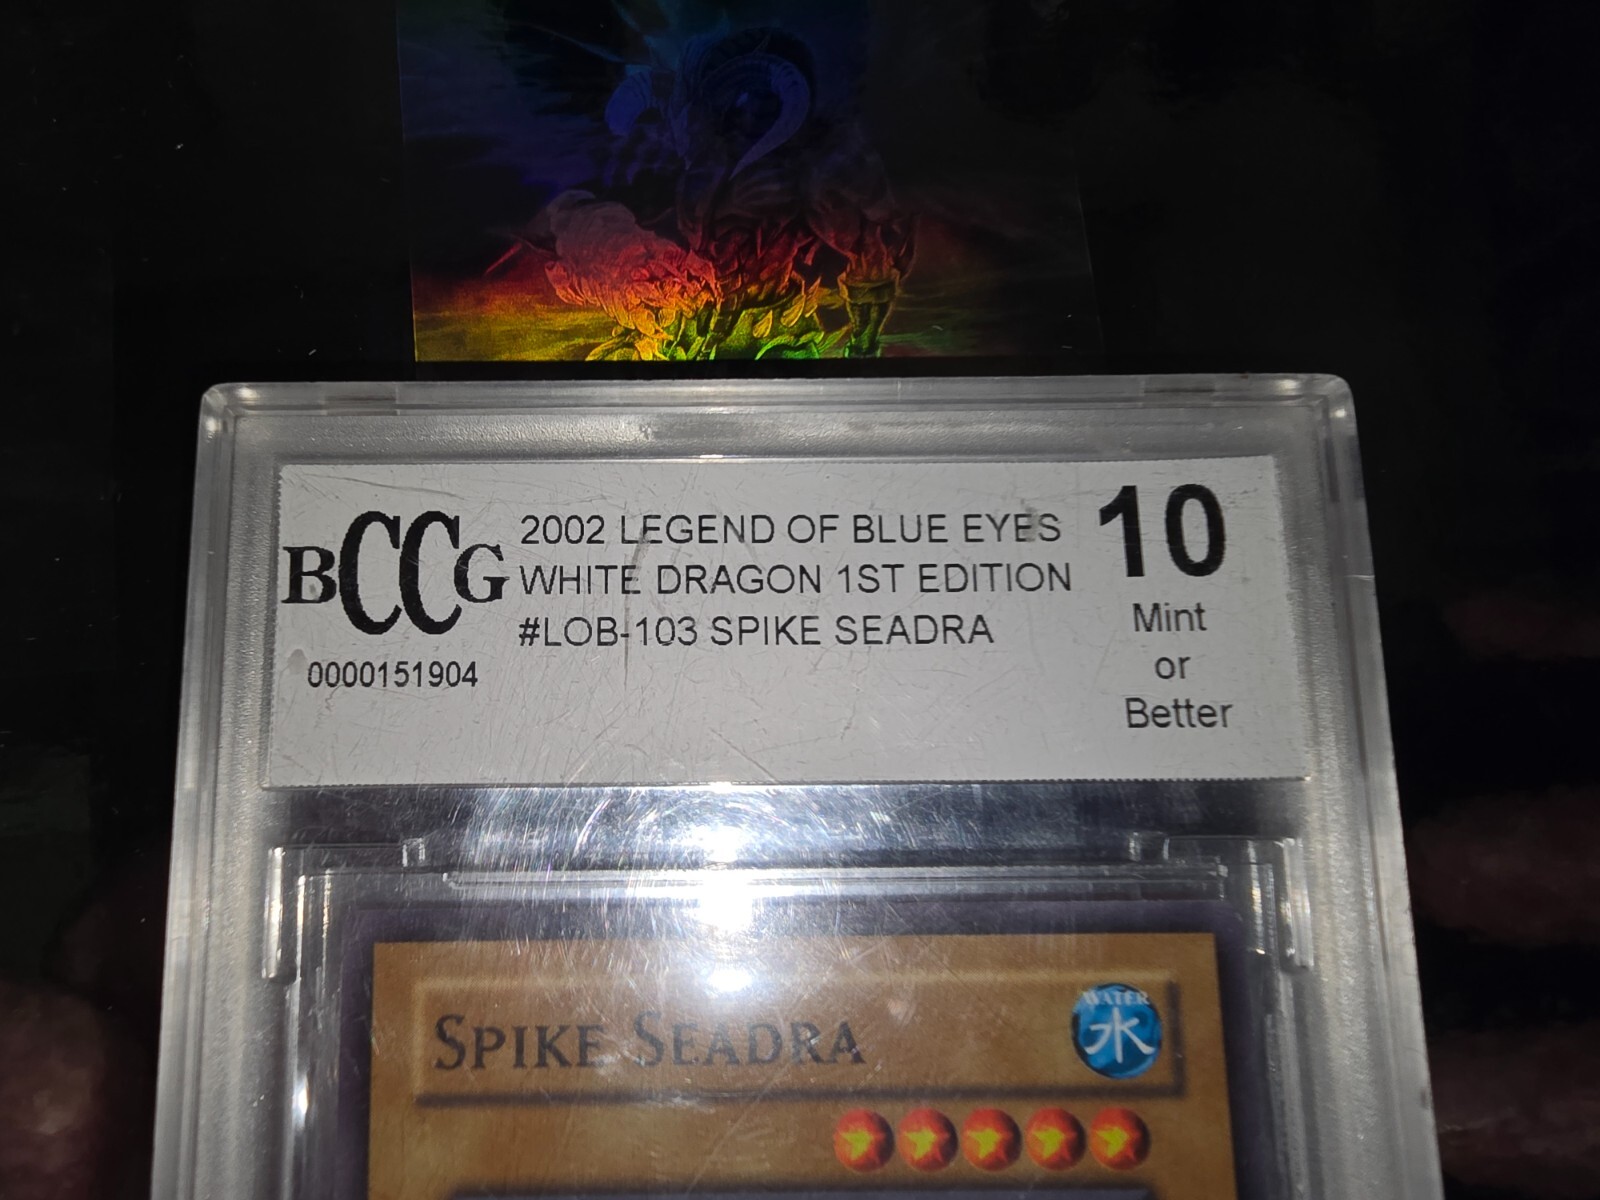 BCCG
2002 LEGEND OF BLUE EYES
WHITE DRAGON 1ST EDITION
#LOB-103 SPIKE SEADRA
0000151904
10
Mint
or
Better
SPIKE SEADRA
WATER
水